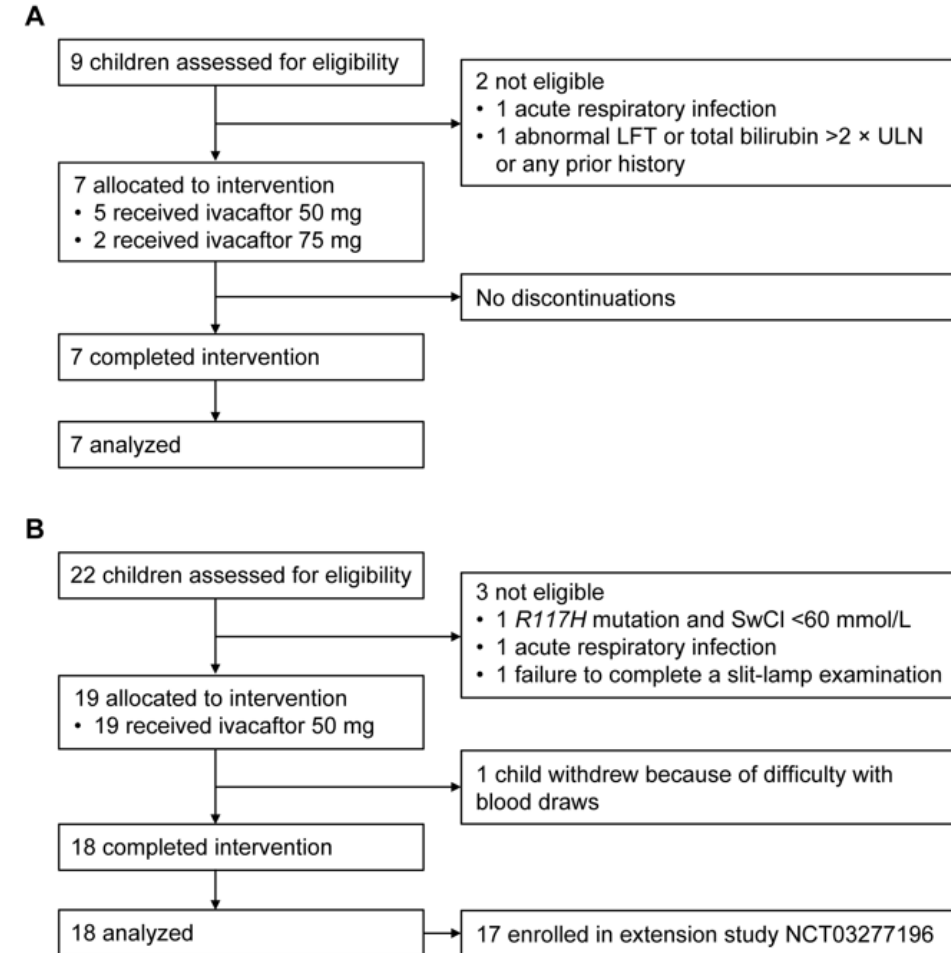 A
9 children assessed for eligibility
2 not eligible
• 1 acute respiratory infection
• 1 abnormal LFT or total bilirubin >2 × ULN
or any prior history
7 allocated to intervention
• 5 received ivacaftor 50 mg
• 2 received ivacaftor 75 mg
No discontinuations
7 completed intervention
7 analyzed
B
22 children assessed for eligibility
3 not eligible
• 1 R117H mutation and SwCl <60 mmol/L
• 1 acute respiratory infection
• 1 failure to complete a slit-lamp examination
19 allocated to intervention
• 19 received ivacaftor 50 mg
1 child withdrew because of difficulty with
blood draws
18 completed intervention
18 analyzed
17 enrolled in extension study NCT03277196